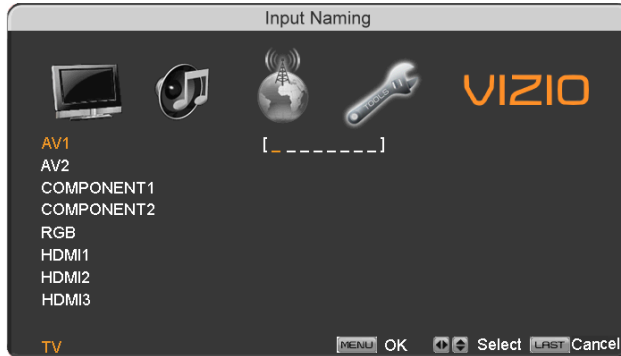 Input Naming
TOOLS
VIZIO
AV1 [_ _ _ _ _ _ _ _ _]
AV2
COMPONENT1
COMPONENT2
RGB
HDMI1
HDMI2
HDMI3
TV MENU OK Select LAST Cancel